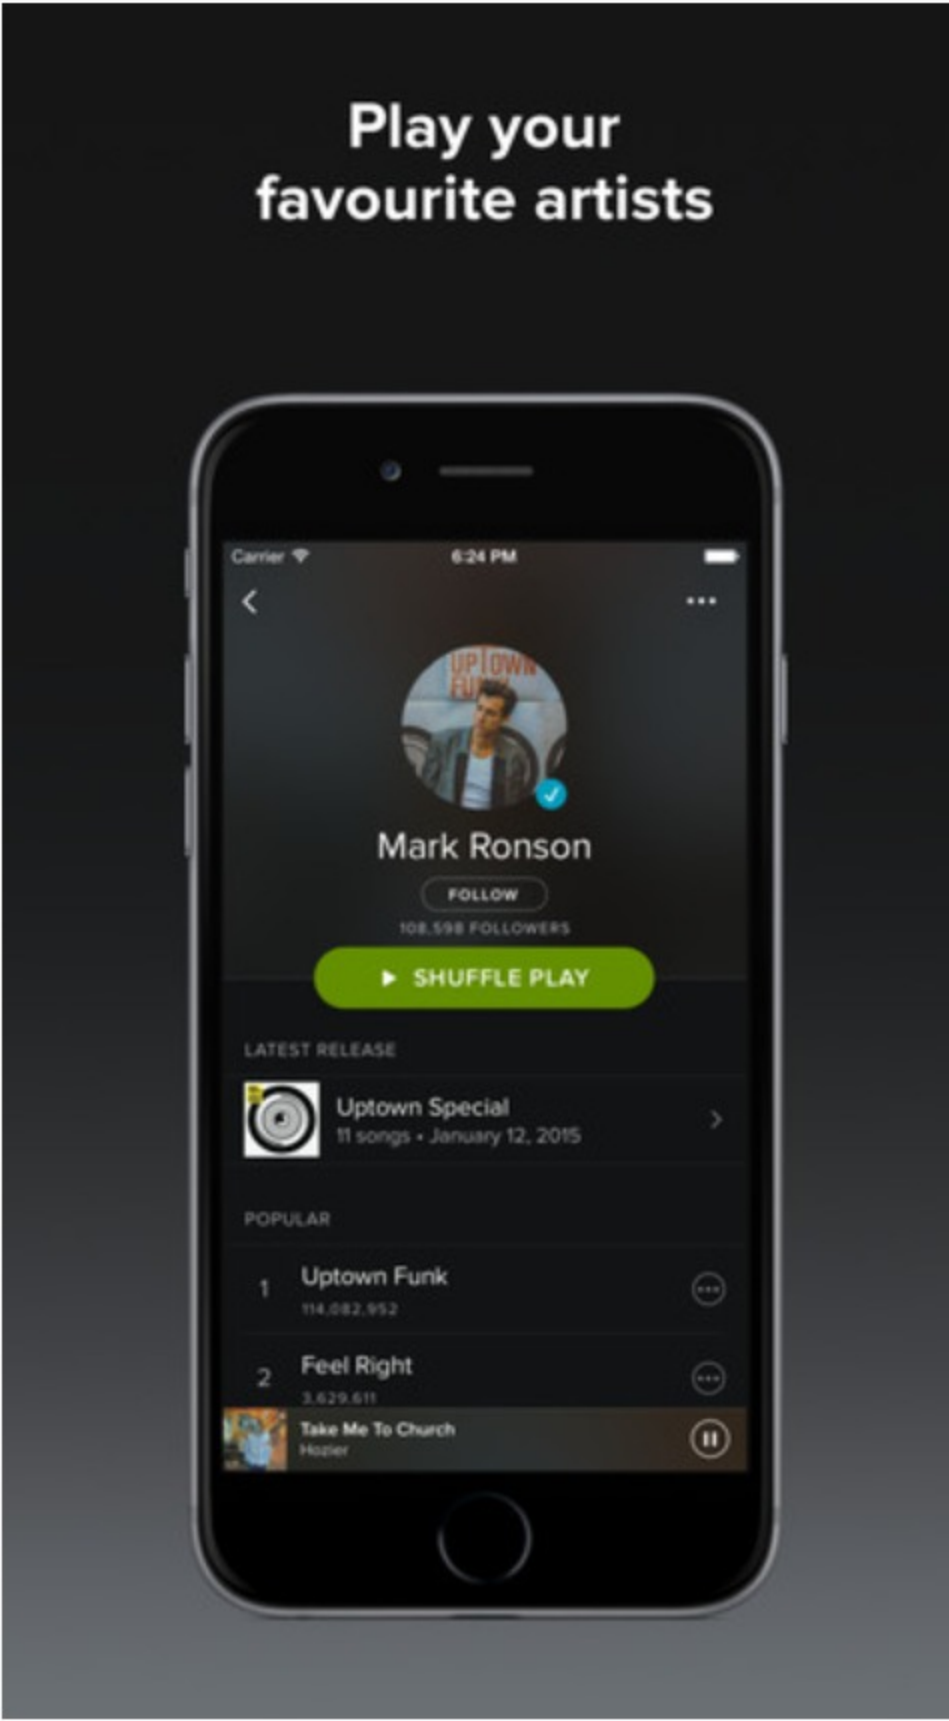 Play your
favourite artists
Carrier 6:24 PM
UPTOWN
Mark Ronson
FOLLOW
108,598 FOLLOWERS
SHUFFLE PLAY
LATEST RELEASE
Uptown Special
11 songs • January 12, 2015
POPULAR
1 Uptown Funk
114,082,952
2 Feel Right
3,629,611
Take Me To Church
Hozier